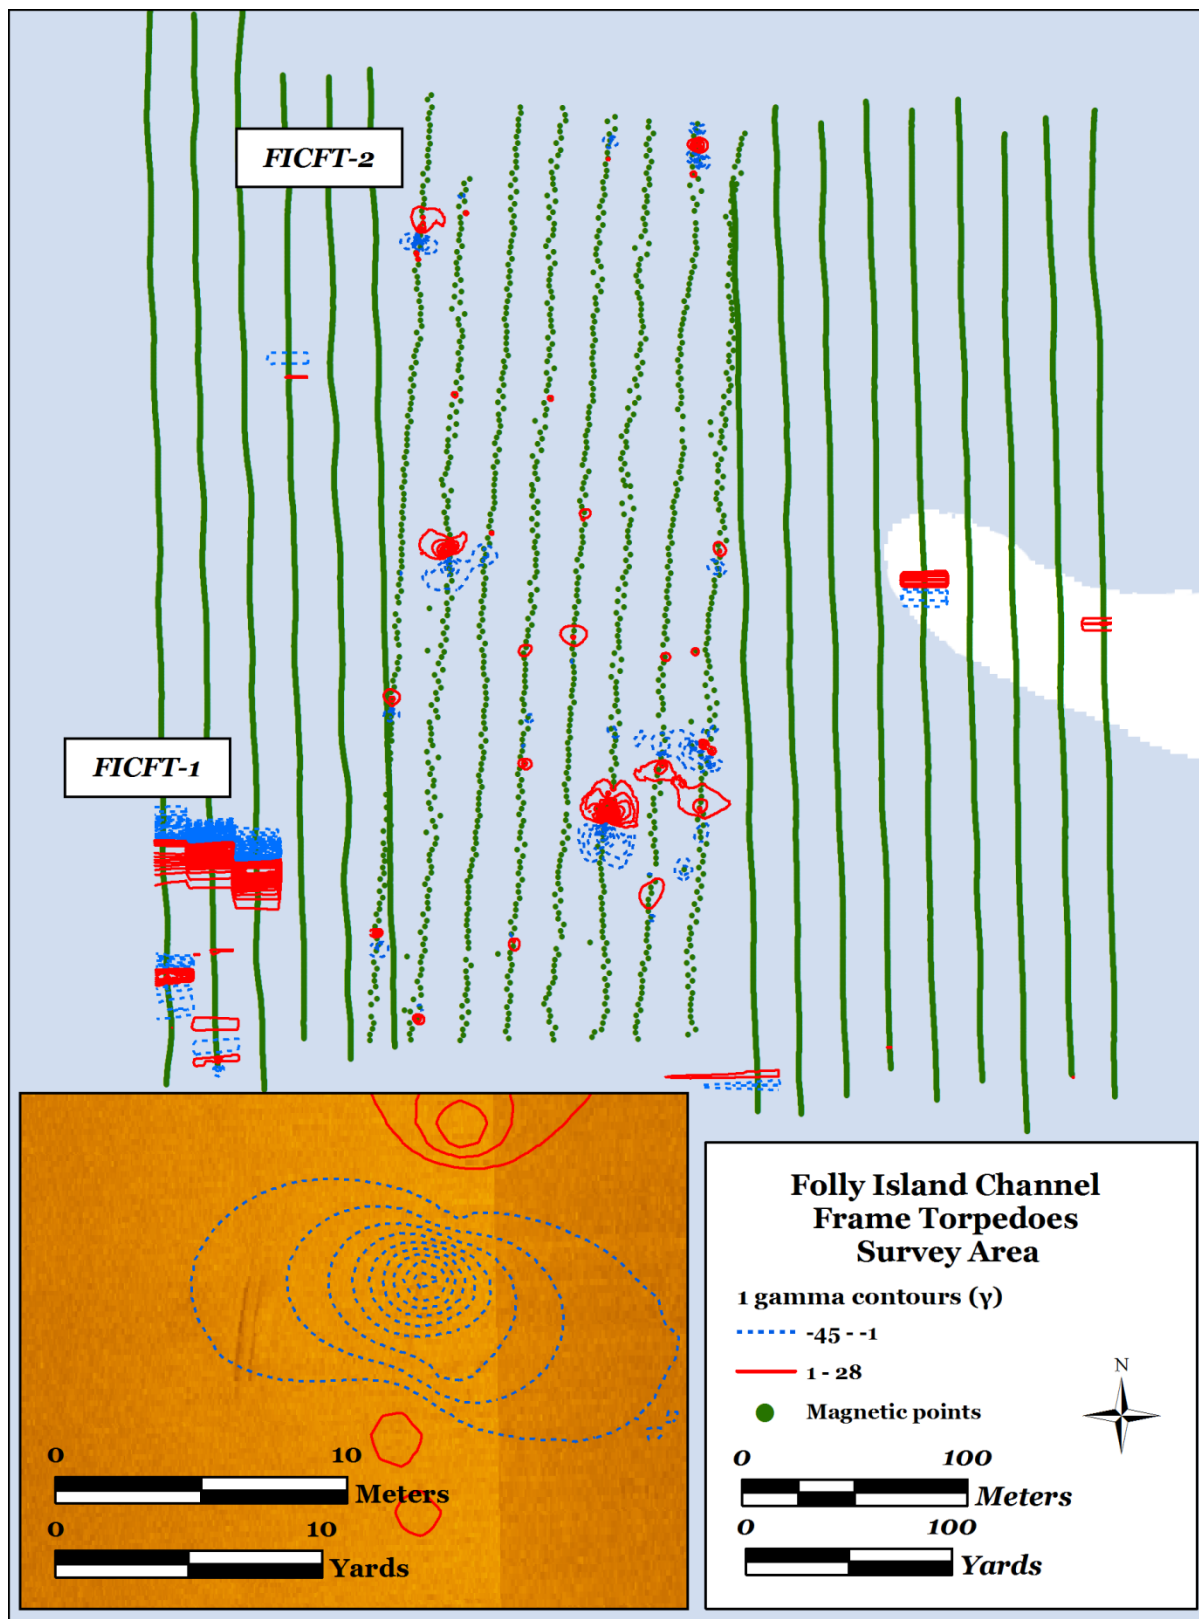 FICFT-2
FICFT-1
0 10
Meters
0 10
Yards
Folly Island Channel
Frame Torpedoes
Survey Area
1 gamma contours (γ)
-45 - -1
1 - 28
Magnetic points
N
0 100
Meters
0 100
Yards